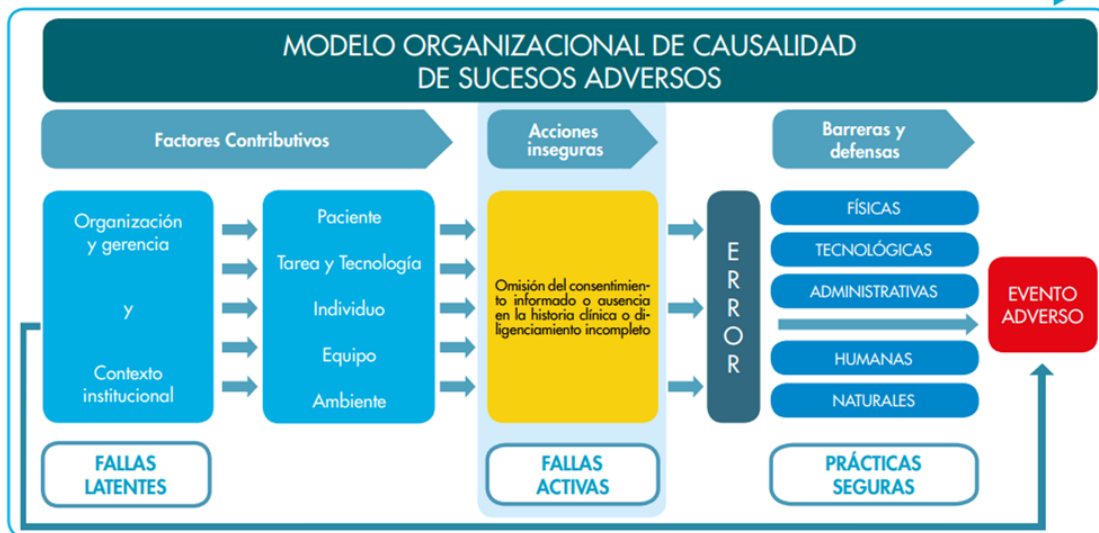 MODELO ORGANIZACIONAL DE CAUSALIDAD
DE SUCESOS ADVERSOS
Factores Contributivos
Acciones
inseguras
Barreras y
defensas
Organización
y gerencia
y
Contexto
institucional
Paciente
Tarea y Tecnología
Individuo
Equipo
Ambiente
Omisión del consentimien-
to informado o ausencia
en la historia clínica o di-
ligenciamiento incompleto
E
R
R
O
R
FÍSICAS
TECNOLÓGICAS
ADMINISTRATIVAS
HUMANAS
NATURALES
EVENTO
ADVERSO
FALLAS
LATENTES
FALLAS
ACTIVAS
PRÁCTICAS
SEGURAS